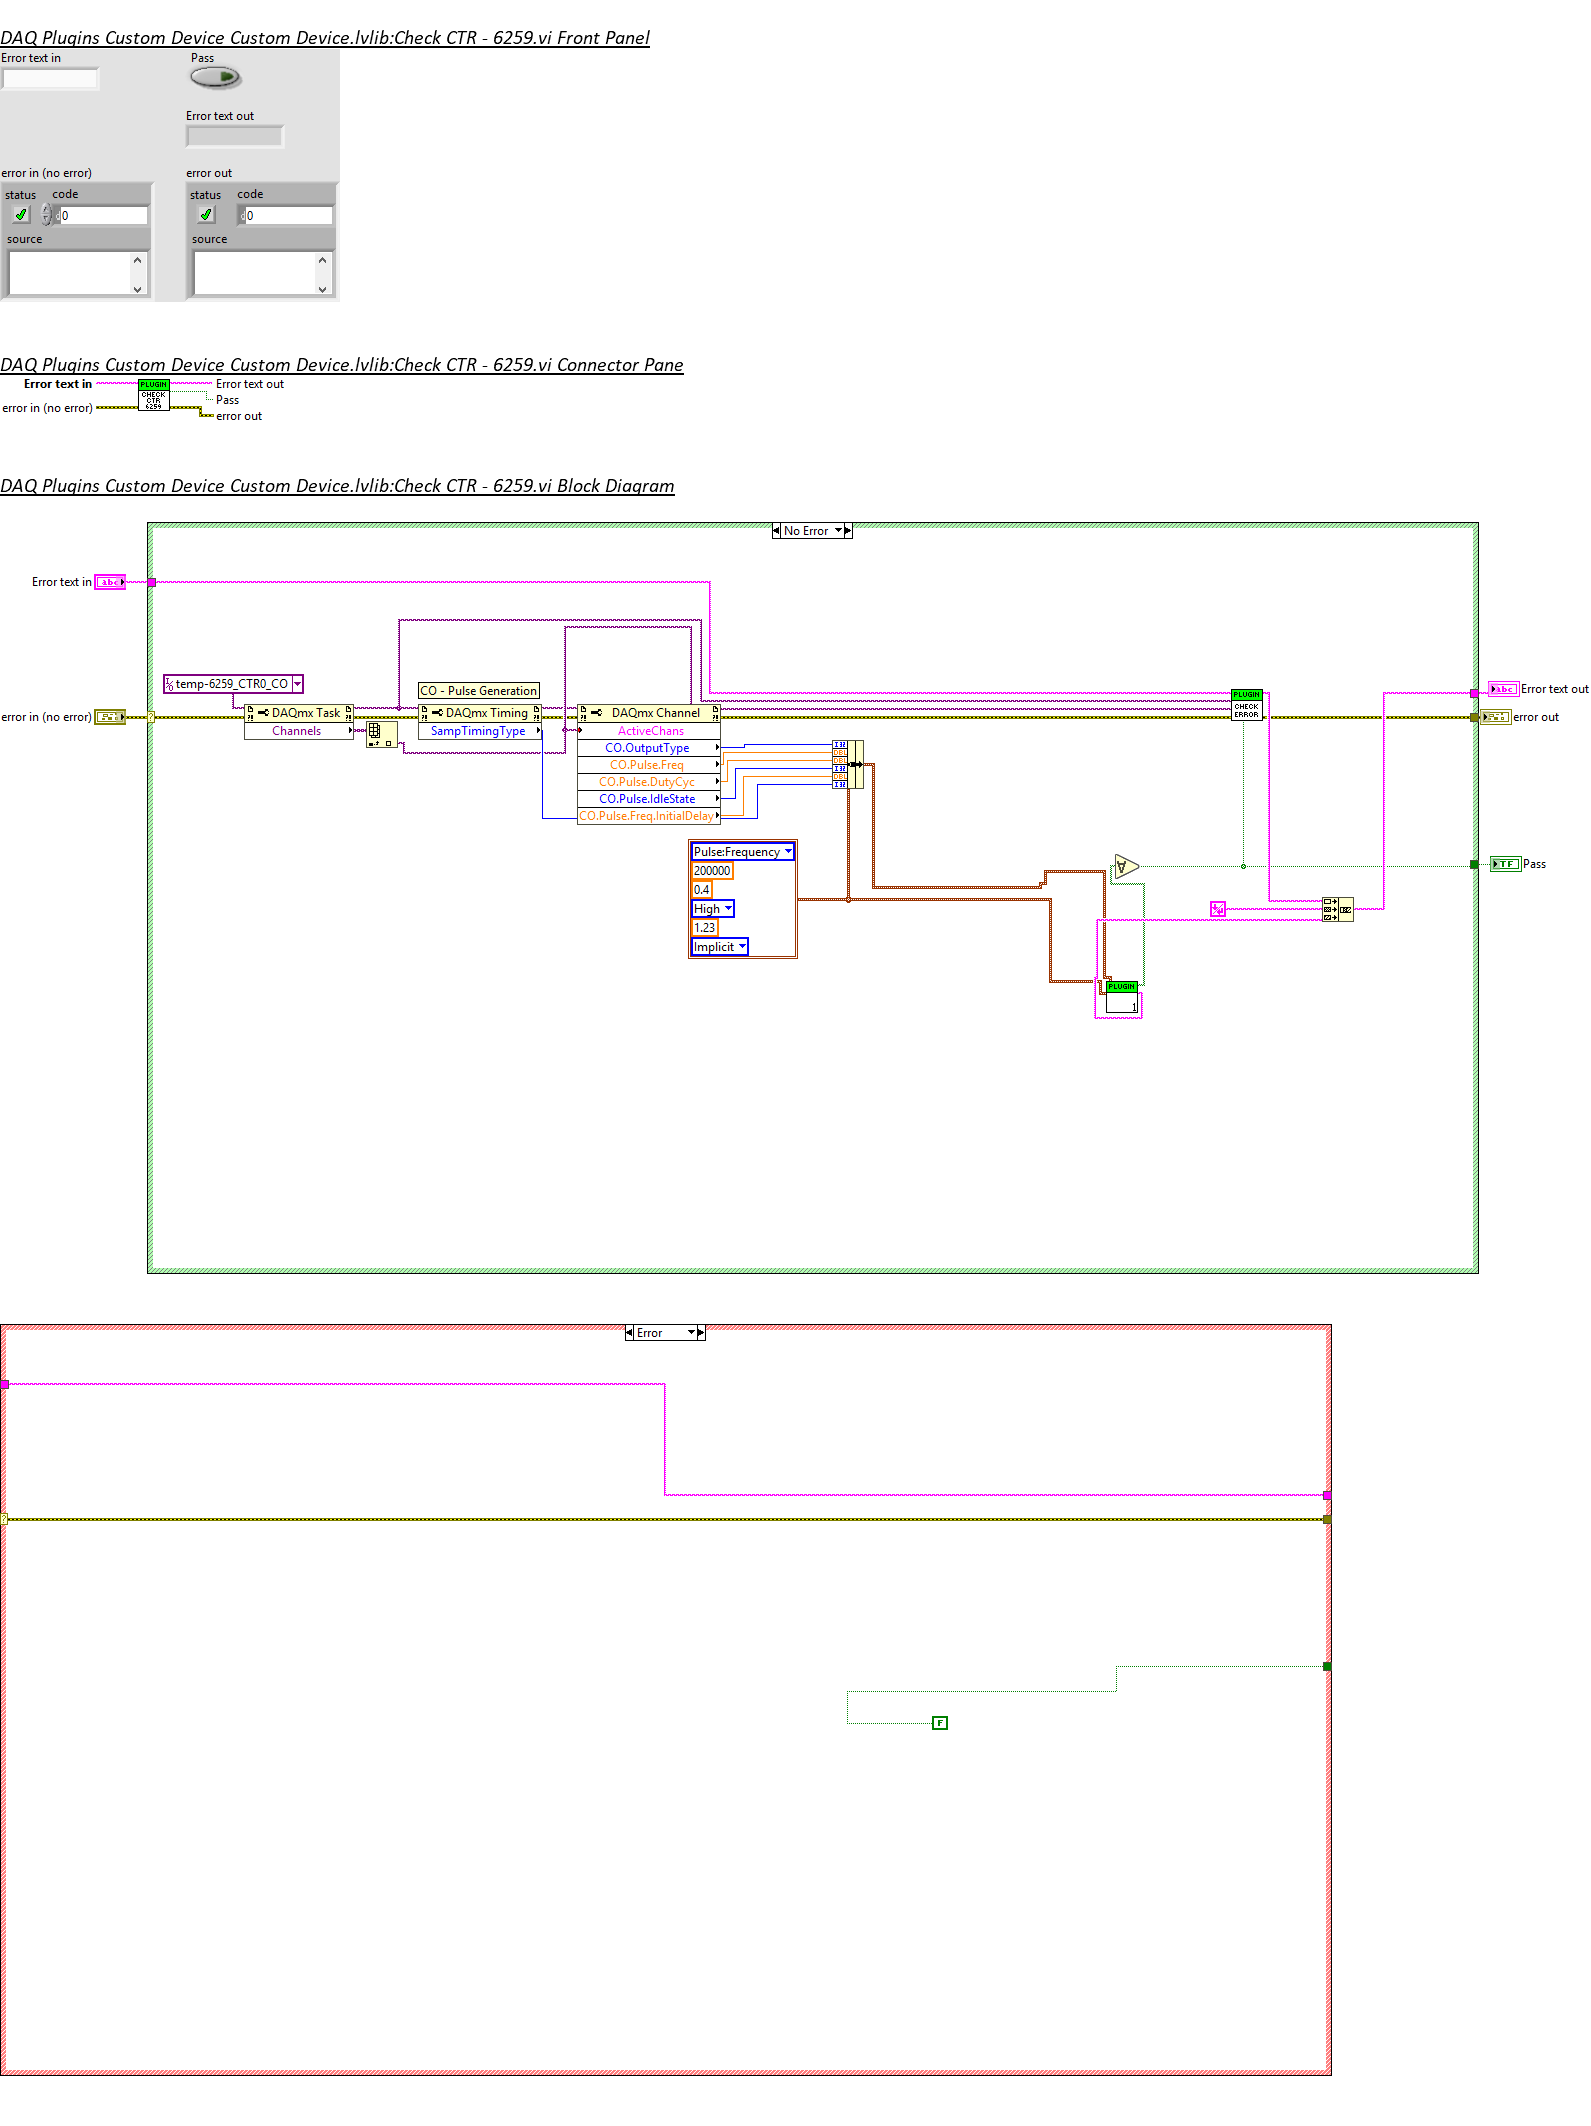 DAQ Plugins Custom Device Custom Device.lvlib:Check CTR - 6259.vi Front Panel
Error text in
Pass
Error text out
error in (no error)
error out
status code
0
status code
0
source
source
DAQ Plugins Custom Device Custom Device.lvlib:Check CTR - 6259.vi Connector Pane
Error text in
PLUGIN
CHECK
CTR
6259
Error text out
Pass
error in (no error)
error out
DAQ Plugins Custom Device Custom Device.lvlib:Check CTR - 6259.vi Block Diagram
No Error
Error text in
abc
temp-6259_CTR0_CO
CO - Pulse Generation
PLUGIN
CHECK
ERROR
abc
Error text out
error in (no error)
?
DAQmx Task
DAQmx Timing
DAQmx Channel
error out
Channels
SampTimingType
ActiveChans
CO.OutputType
CO.Pulse.Freq
CO.Pulse.DutyCyc
CO.Pulse.IdleState
CO.Pulse.Freq.InitialDelay
I32
DBL
DBL
I32
DBL
I32
Pulse:Frequency
200000
0.4
High
1.23
Implicit
TF
Pass
PLUGIN
1
Error
?
F